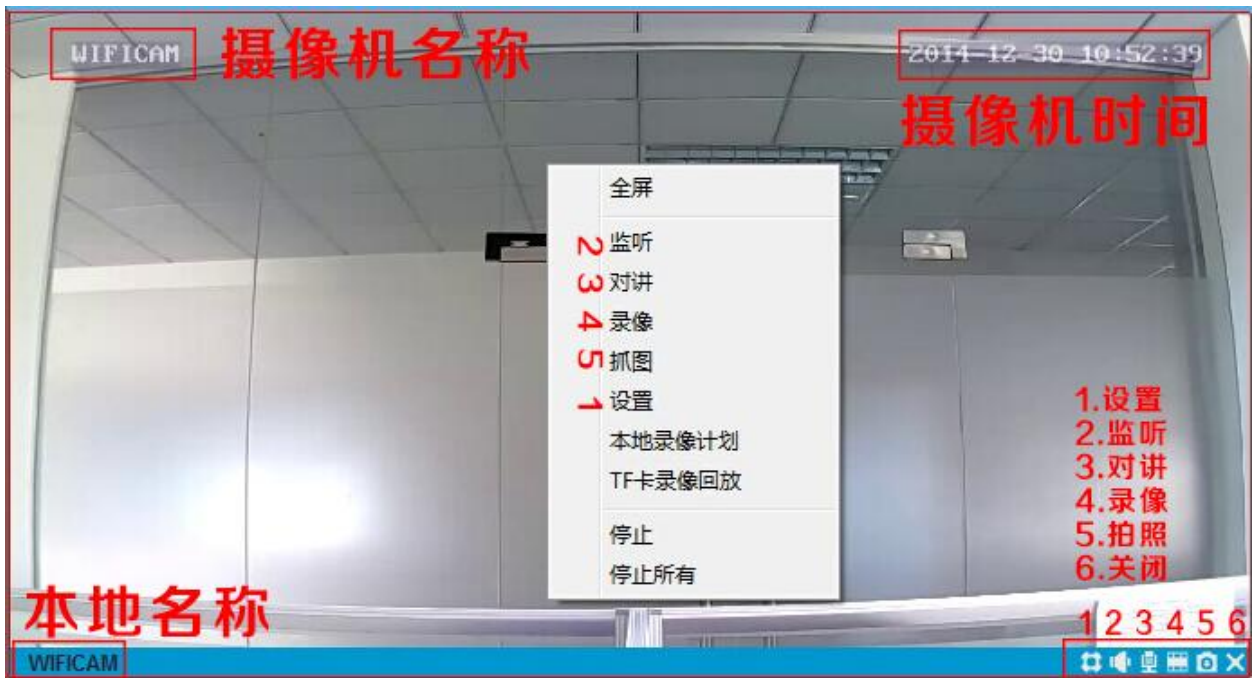 WIFICAM 摄像机名称 2014-12-30 10:52:39
摄像机时间
全屏
2 监听
3 对讲
4 录像
5 抓图
1 设置
本地录像计划
TF卡录像回放
停止
停止所有
1.设置
2.监听
3.对讲
4.录像
5.拍照
6.关闭
本地名称
1 2 3 4 5 6
WIFICAM